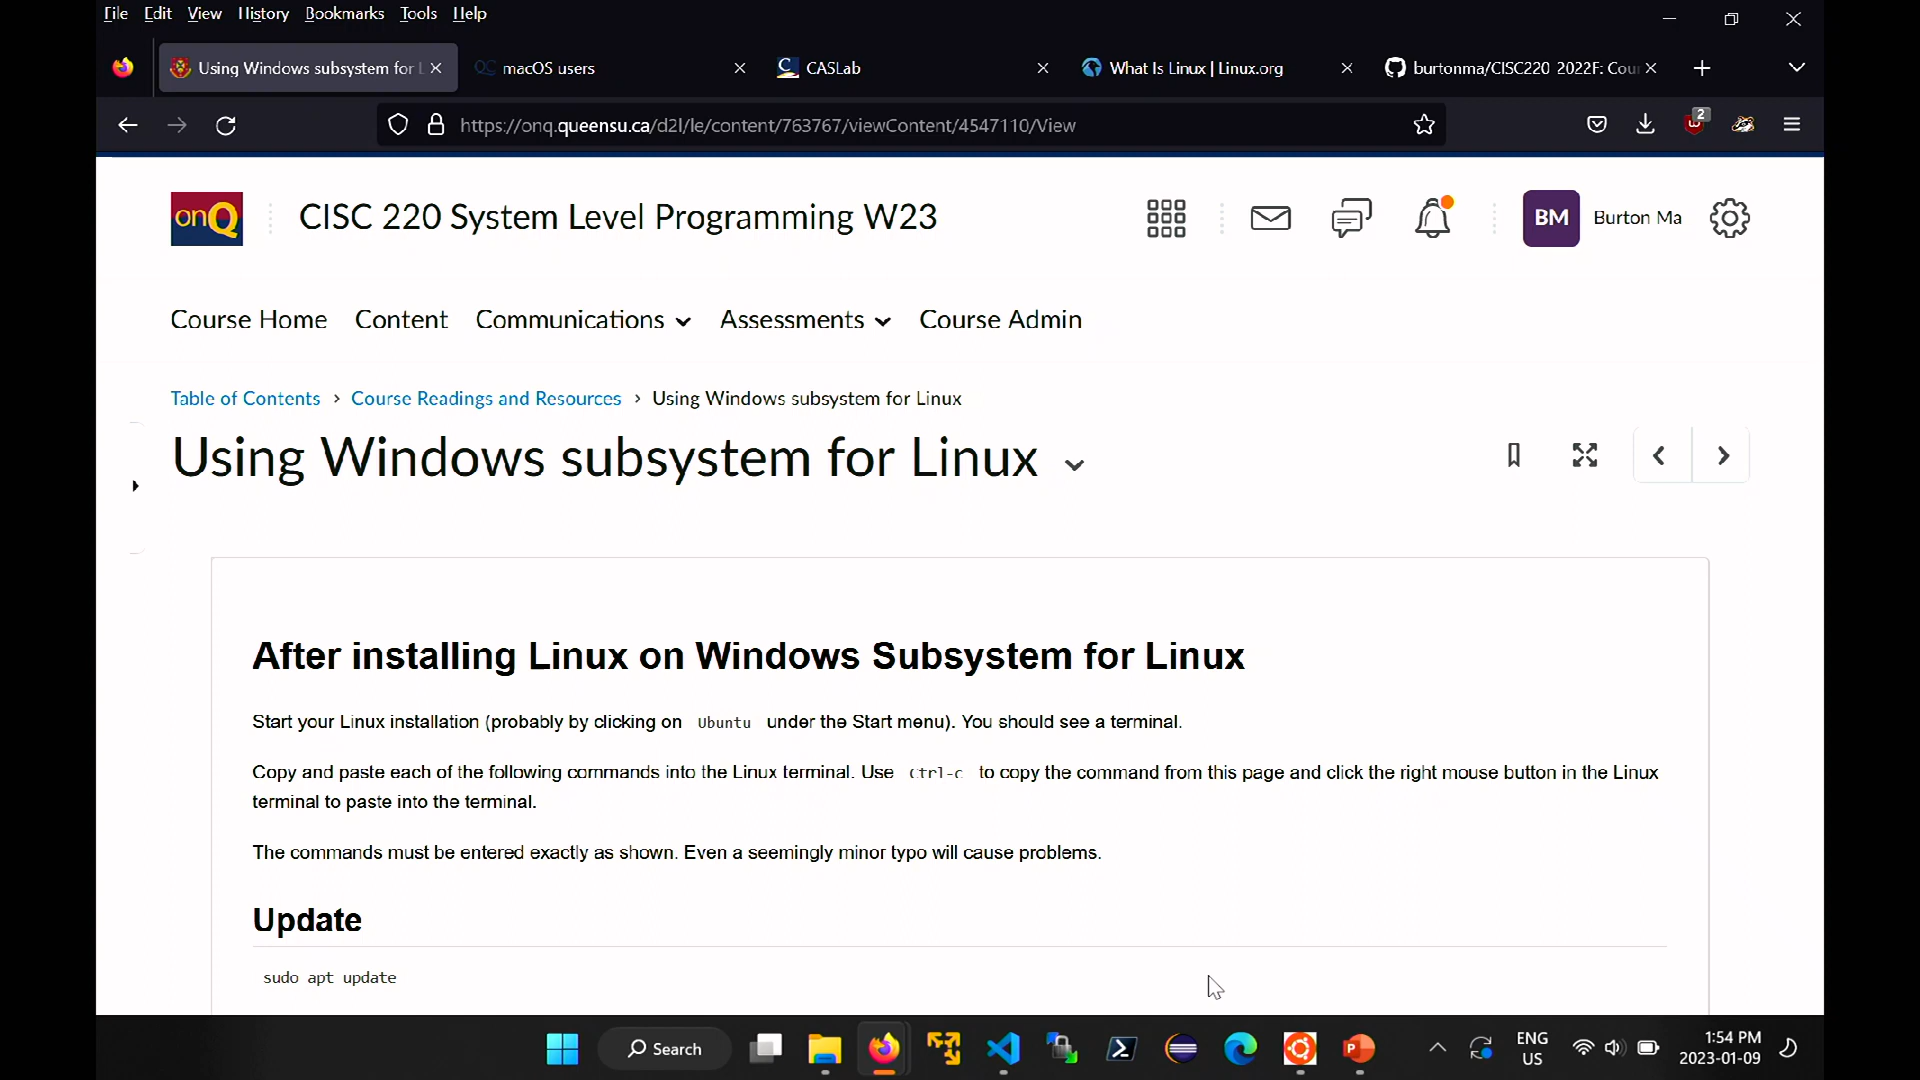 File Edit View History Bookmarks Tools Help
Using Windows subsystem for L
macOS users
CASLab
What Is Linux | Linux.org
burtonma/CISC220-2022F: Cou
https://onq.queensu.ca/d2l/le/content/763767/viewContent/4547110/View
2
onQ
CISC 220 System Level Programming W23
BM
Burton Ma
Course Home Content Communications Assessments Course Admin
Table of Contents › Course Readings and Resources › Using Windows subsystem for Linux
Using Windows subsystem for Linux
After installing Linux on Windows Subsystem for Linux
Start your Linux installation (probably by clicking on Ubuntu under the Start menu). You should see a terminal.
Copy and paste each of the following commands into the Linux terminal. Use Ctrl-c to copy the command from this page and click the right mouse button in the Linux
terminal to paste into the terminal.
The commands must be entered exactly as shown. Even a seemingly minor typo will cause problems.
Update
sudo apt update
Search
ENG
US
1:54 PM
2023-01-09